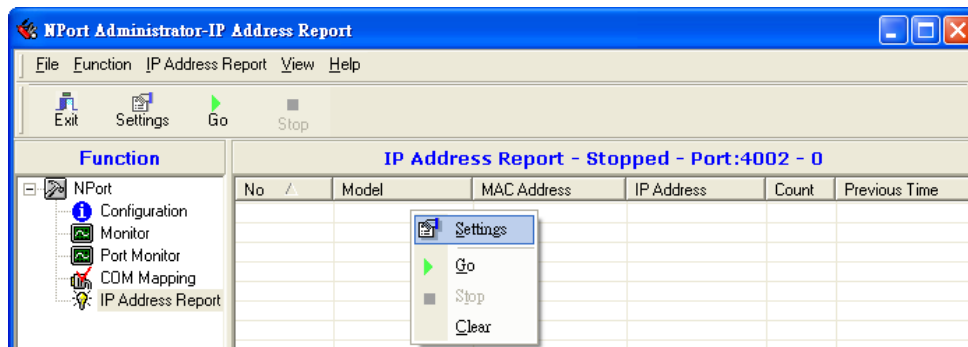 NPort Administrator-IP Address Report
File Function IP Address Report View Help
Exit Settings Go Stop
Function
IP Address Report - Stopped - Port:4002 - 0
No Model MAC Address IP Address Count Previous Time
NPort
Configuration
Monitor
Port Monitor
COM Mapping
IP Address Report
Settings
Go
Stop
Clear